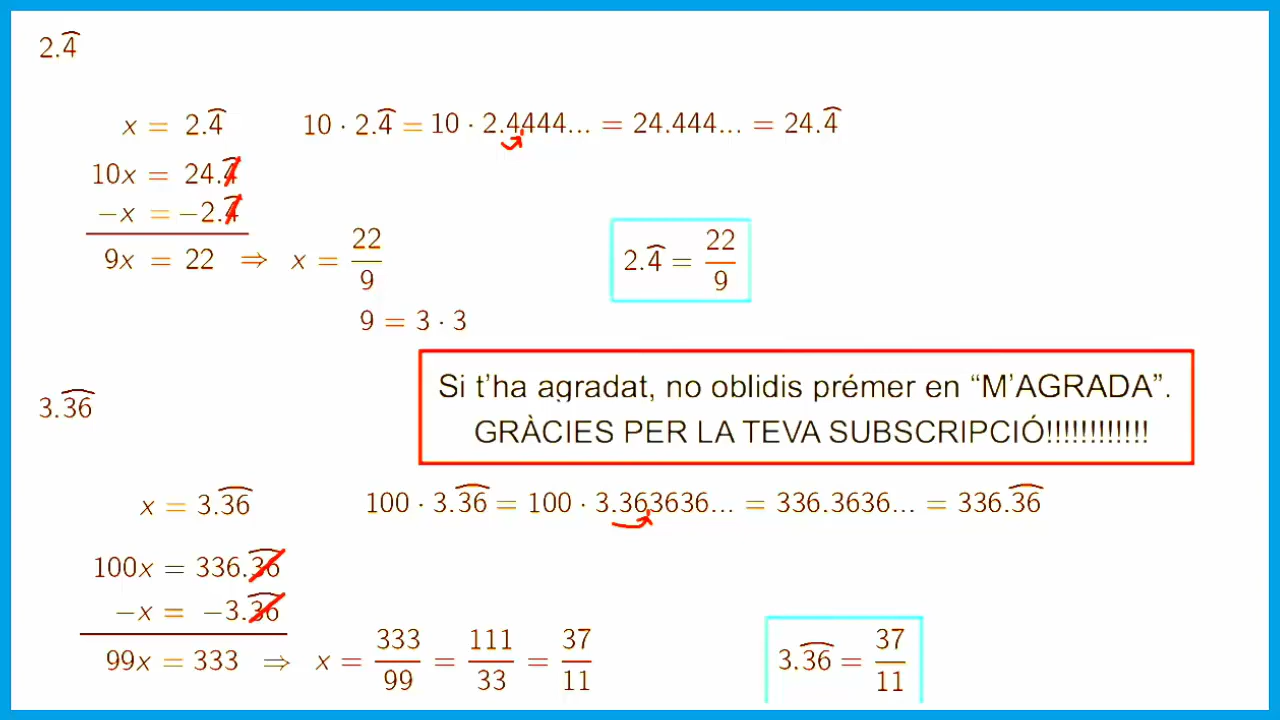 2.4͡
x = 2.4͡    10 · 2.4͡ = 10 · 2.4444... = 24.444... = 24.4͡
10x = 24.4͡
−x = −2.4͡
9x = 22 ⇒ x = 22/9    2.4͡ = 22/9
9 = 3 · 3
Si t’ha agradat, no oblidis prémer en “M’AGRADA”.
GRÀCIES PER LA TEVA SUBSCRIPCIÓ!!!!!!!!!!!!
3.3͡6
x = 3.3͡6    100 · 3.3͡6 = 100 · 3.363636... = 336.3636... = 336.3͡6
100x = 336.3͡6
−x = −3.3͡6
99x = 333 ⇒ x = 333/99 = 111/33 = 37/11    3.3͡6 = 37/11